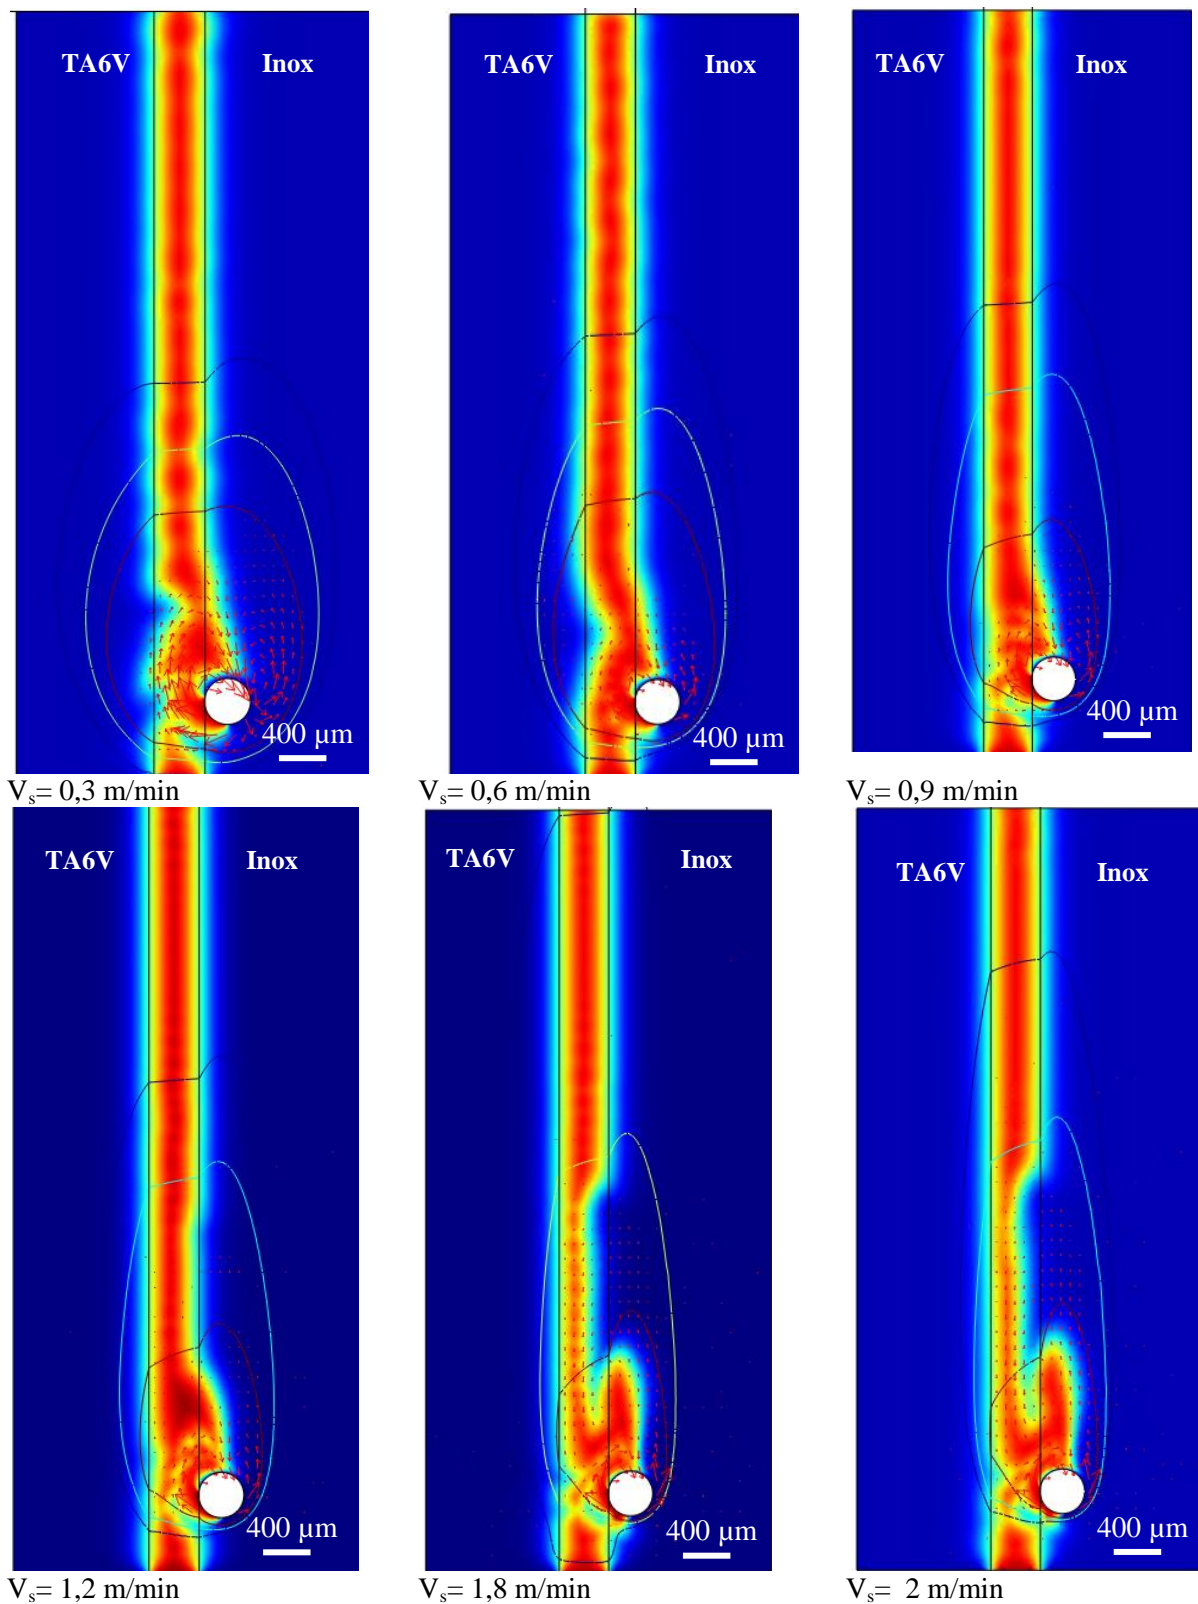 TA6V Inox
400 µm
TA6V Inox
400 µm
TA6V Inox
400 µm
Vs= 0,3 m/min
Vs= 0,6 m/min
Vs= 0,9 m/min
TA6V Inox
400 µm
TA6V Inox
400 µm
TA6V Inox
400 µm
Vs= 1,2 m/min
Vs= 1,8 m/min
Vs= 2 m/min